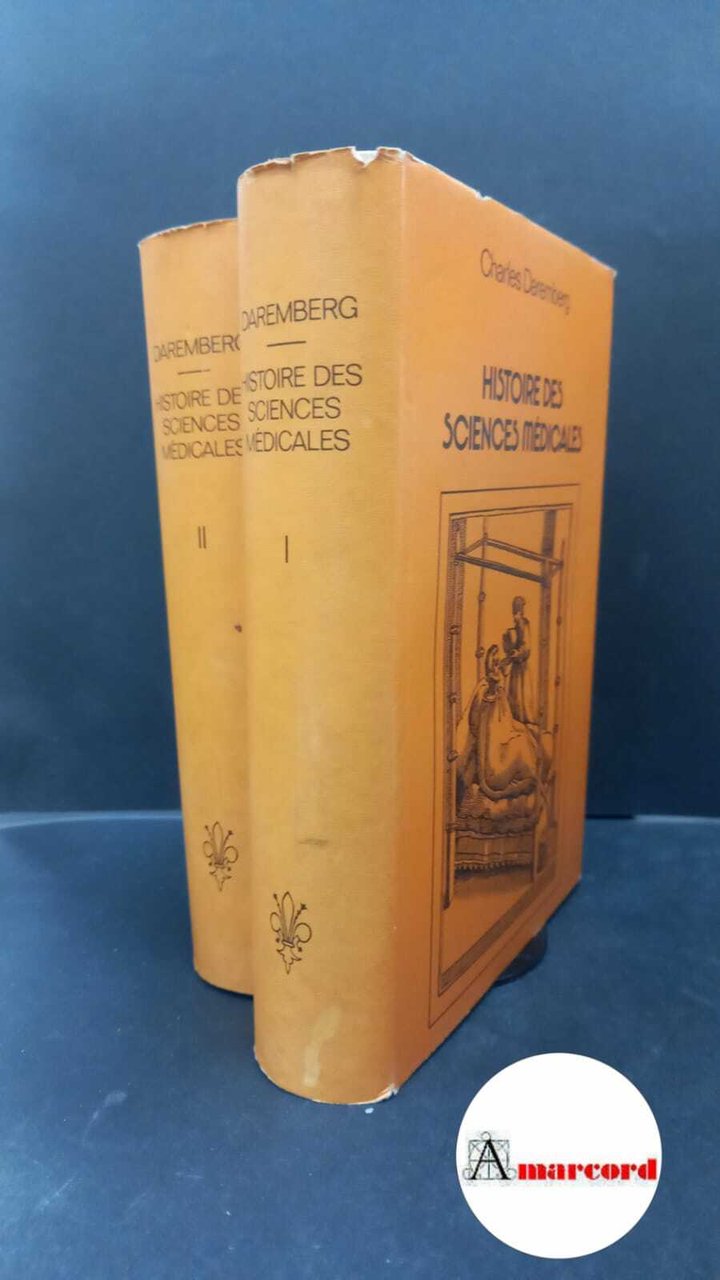 DAREMBERG
HISTOIRE DES
SCIENCES
MÉDICALES
II
DAREMBERG
HISTOIRE DES
SCIENCES
MÉDICALES
I
Charles Daremberg
HISTOIRE DES
SCIENCES MÉDICALES
Amarcord